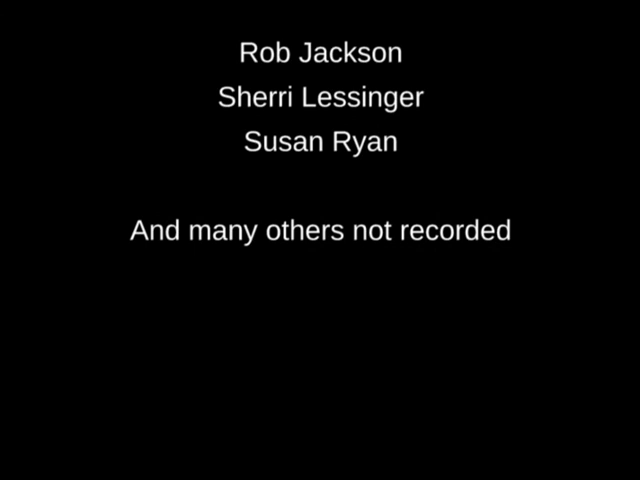 Rob Jackson
Sherri Lessinger
Susan Ryan
And many others not recorded